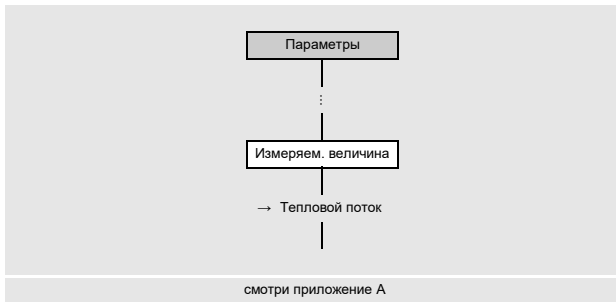 Параметры
⋮
Измеряем. величина
→ Тепловой поток
смотри приложение A